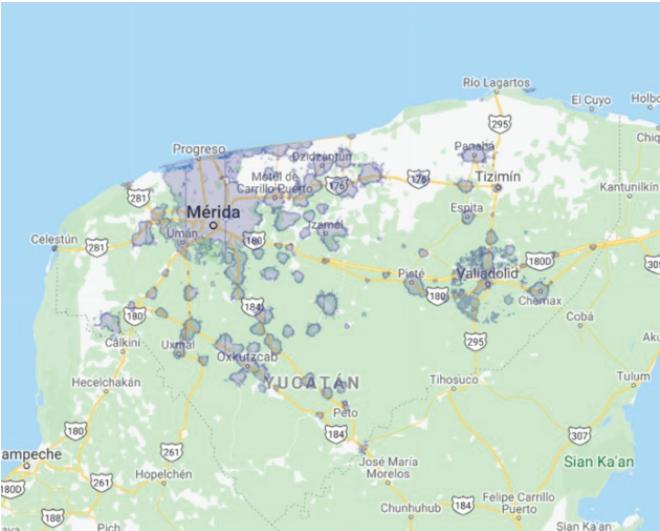 Río Lagartos
El Cuyo
Holbo
295
Chiq
Progreso
Dzidzantún
Panabá
Motul de
Carrillo Puerto
176
176
Tizimín
Kantunilkín
281
Mérida
Espita
Umán
Izamal
Celestún
281
180
180D
305
Valladolid
Pisté
180
Chemax
184
180
Cobá
Calkiní
Uxmal
295
Aku
Oxkutzcab
Hecelchakán
YUCATÁN
Tihosuco
Tulum
Peto
180
184
307
ampeche
261
Sian Ka'an
José María
Morelos
Hopelchén
180D
261
188
Chunhuhub
184
Felipe Carrillo
Puerto
Pich
Sian Ka'an